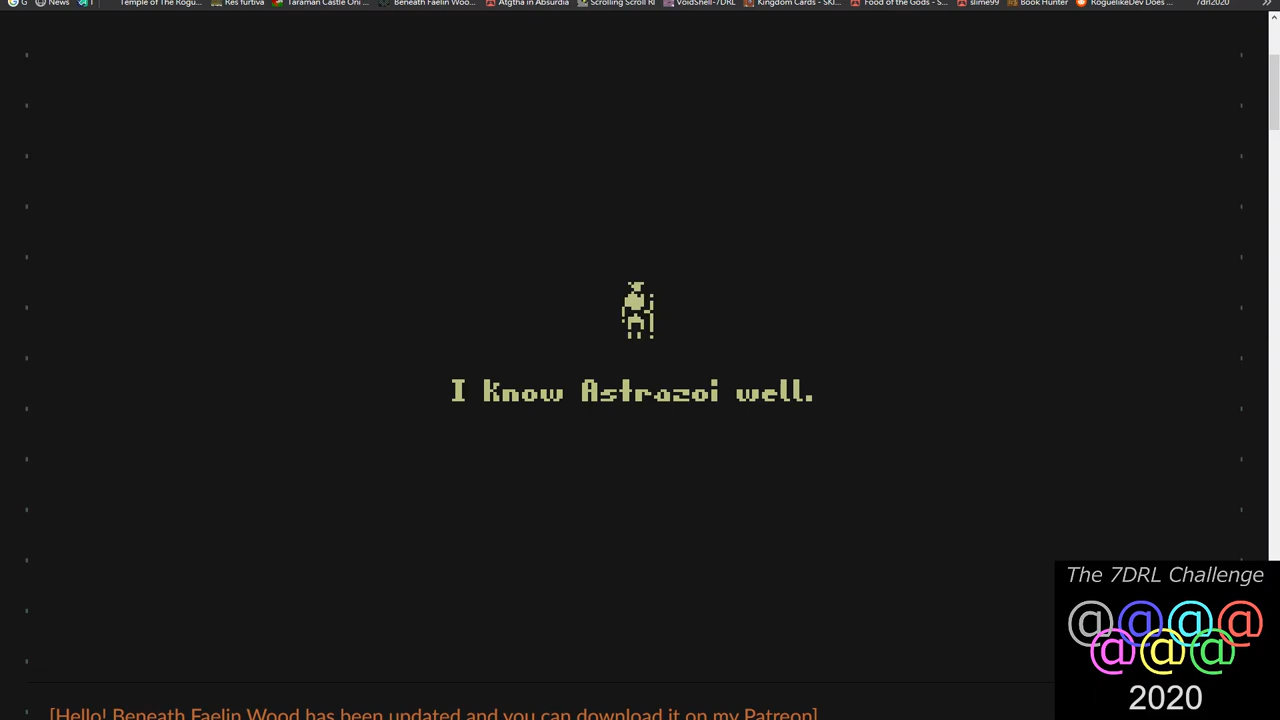 G News T Temple of The Rogu... Res furtiva Taraman Castle Oni ... Beneath Faelin Woo... Atgtha in Absurdia Scrolling Scroll RI VoidShell-7DRL Kingdom Cards - SKI... Food of the Gods - S... slime99 Book Hunter RoguelikeDev Does ... 7drl2020 »
I Know Astrazoi well.
The 7DRL Challenge
@@@@
@@@
2020
[Hello! Beneath Faelin Wood has been updated and you can download it on my Patreon]